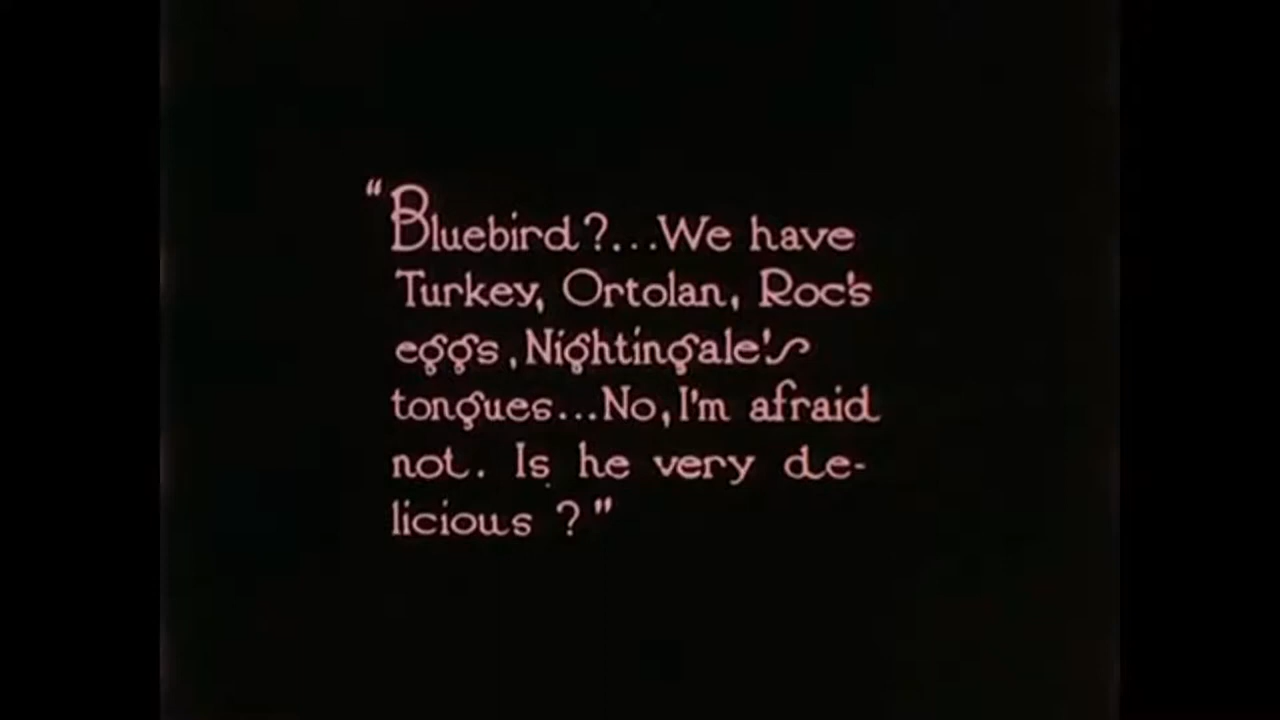 “Bluebird?...We have
Turkey, Ortolan, Roc's
eggs, Nightingale's
tongues...No, I'm afraid
not. Is he very de-
licious?”